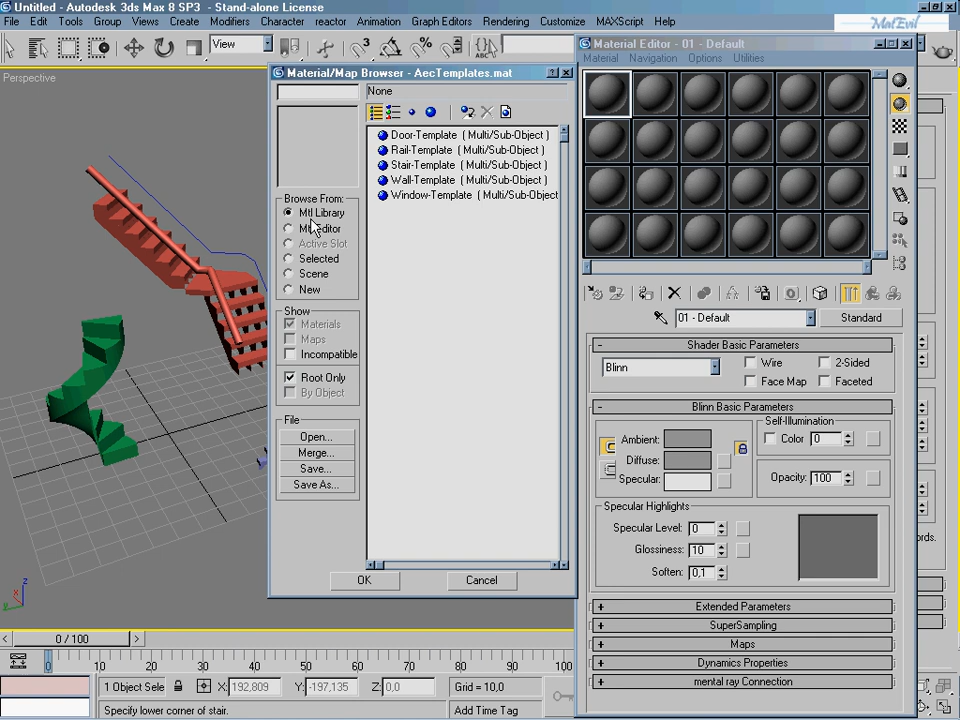 Untitled - Autodesk 3ds Max 8 SP3 - Stand-alone License
File Edit Tools Group Views Create Modifiers Character reactor Animation Graph Editors Rendering Customize MAXScript Help
MatEvil
View
Perspective
Material/Map Browser - AecTemplates.mat
None
Door-Template ( Multi/Sub-Object )
Rail-Template ( Multi/Sub-Object )
Stair-Template ( Multi/Sub-Object )
Wall-Template ( Multi/Sub-Object )
Window-Template ( Multi/Sub-Object
Browse From:
Mtl Library
Mtl Editor
Active Slot
Selected
Scene
New
Show
Materials
Maps
Incompatible
Root Only
By Object
File
Open...
Merge...
Save...
Save As...
OK Cancel
Material Editor - 01 - Default
Material Navigation Options Utilities
01 - Default Standard
Shader Basic Parameters
Blinn Wire 2-Sided
Face Map Faceted
Blinn Basic Parameters
Self-Illumination
Ambient: Color 0
Diffuse:
Specular: Opacity: 100
Specular Highlights
Specular Level: 0
Glossiness: 10
Soften: 0,1
Extended Parameters
SuperSampling
Maps
Dynamics Properties
mental ray Connection
ords.
0 / 100
0 10 20 30 40 50 60 70 80 90 100
1 Object Sele X: 192,809 Y: -197,135 Z: 0,0 Grid = 10,0
Specify lower corner of stair. Add Time Tag